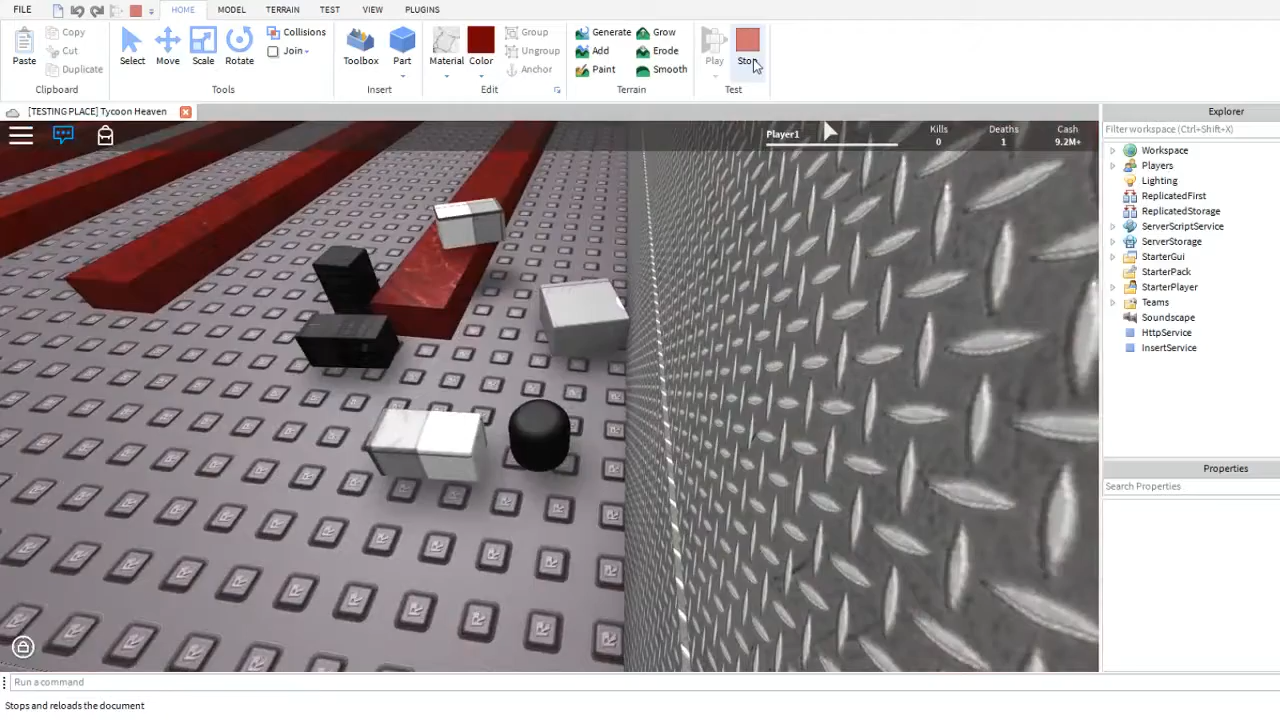 FILE HOME MODEL TERRAIN TEST VIEW PLUGINS
Paste
Copy
Cut
Duplicate
Clipboard
Select Move Scale Rotate
Collisions
Join
Tools
Toolbox Part
Insert
Material Color
Group
Ungroup
Anchor
Edit
Generate Grow
Add Erode
Paint Smooth
Terrain
Play Stop
Test
[TESTING PLACE] Tycoon Heaven
Player1
Kills
0
Deaths
1
Cash
9.2M+
Explorer
Filter workspace (Ctrl+Shift+X)
Workspace
Players
Lighting
ReplicatedFirst
ReplicatedStorage
ServerScriptService
ServerStorage
StarterGui
StarterPack
StarterPlayer
Teams
Soundscape
HttpService
InsertService
Properties
Search Properties
Run a command
Stops and reloads the document